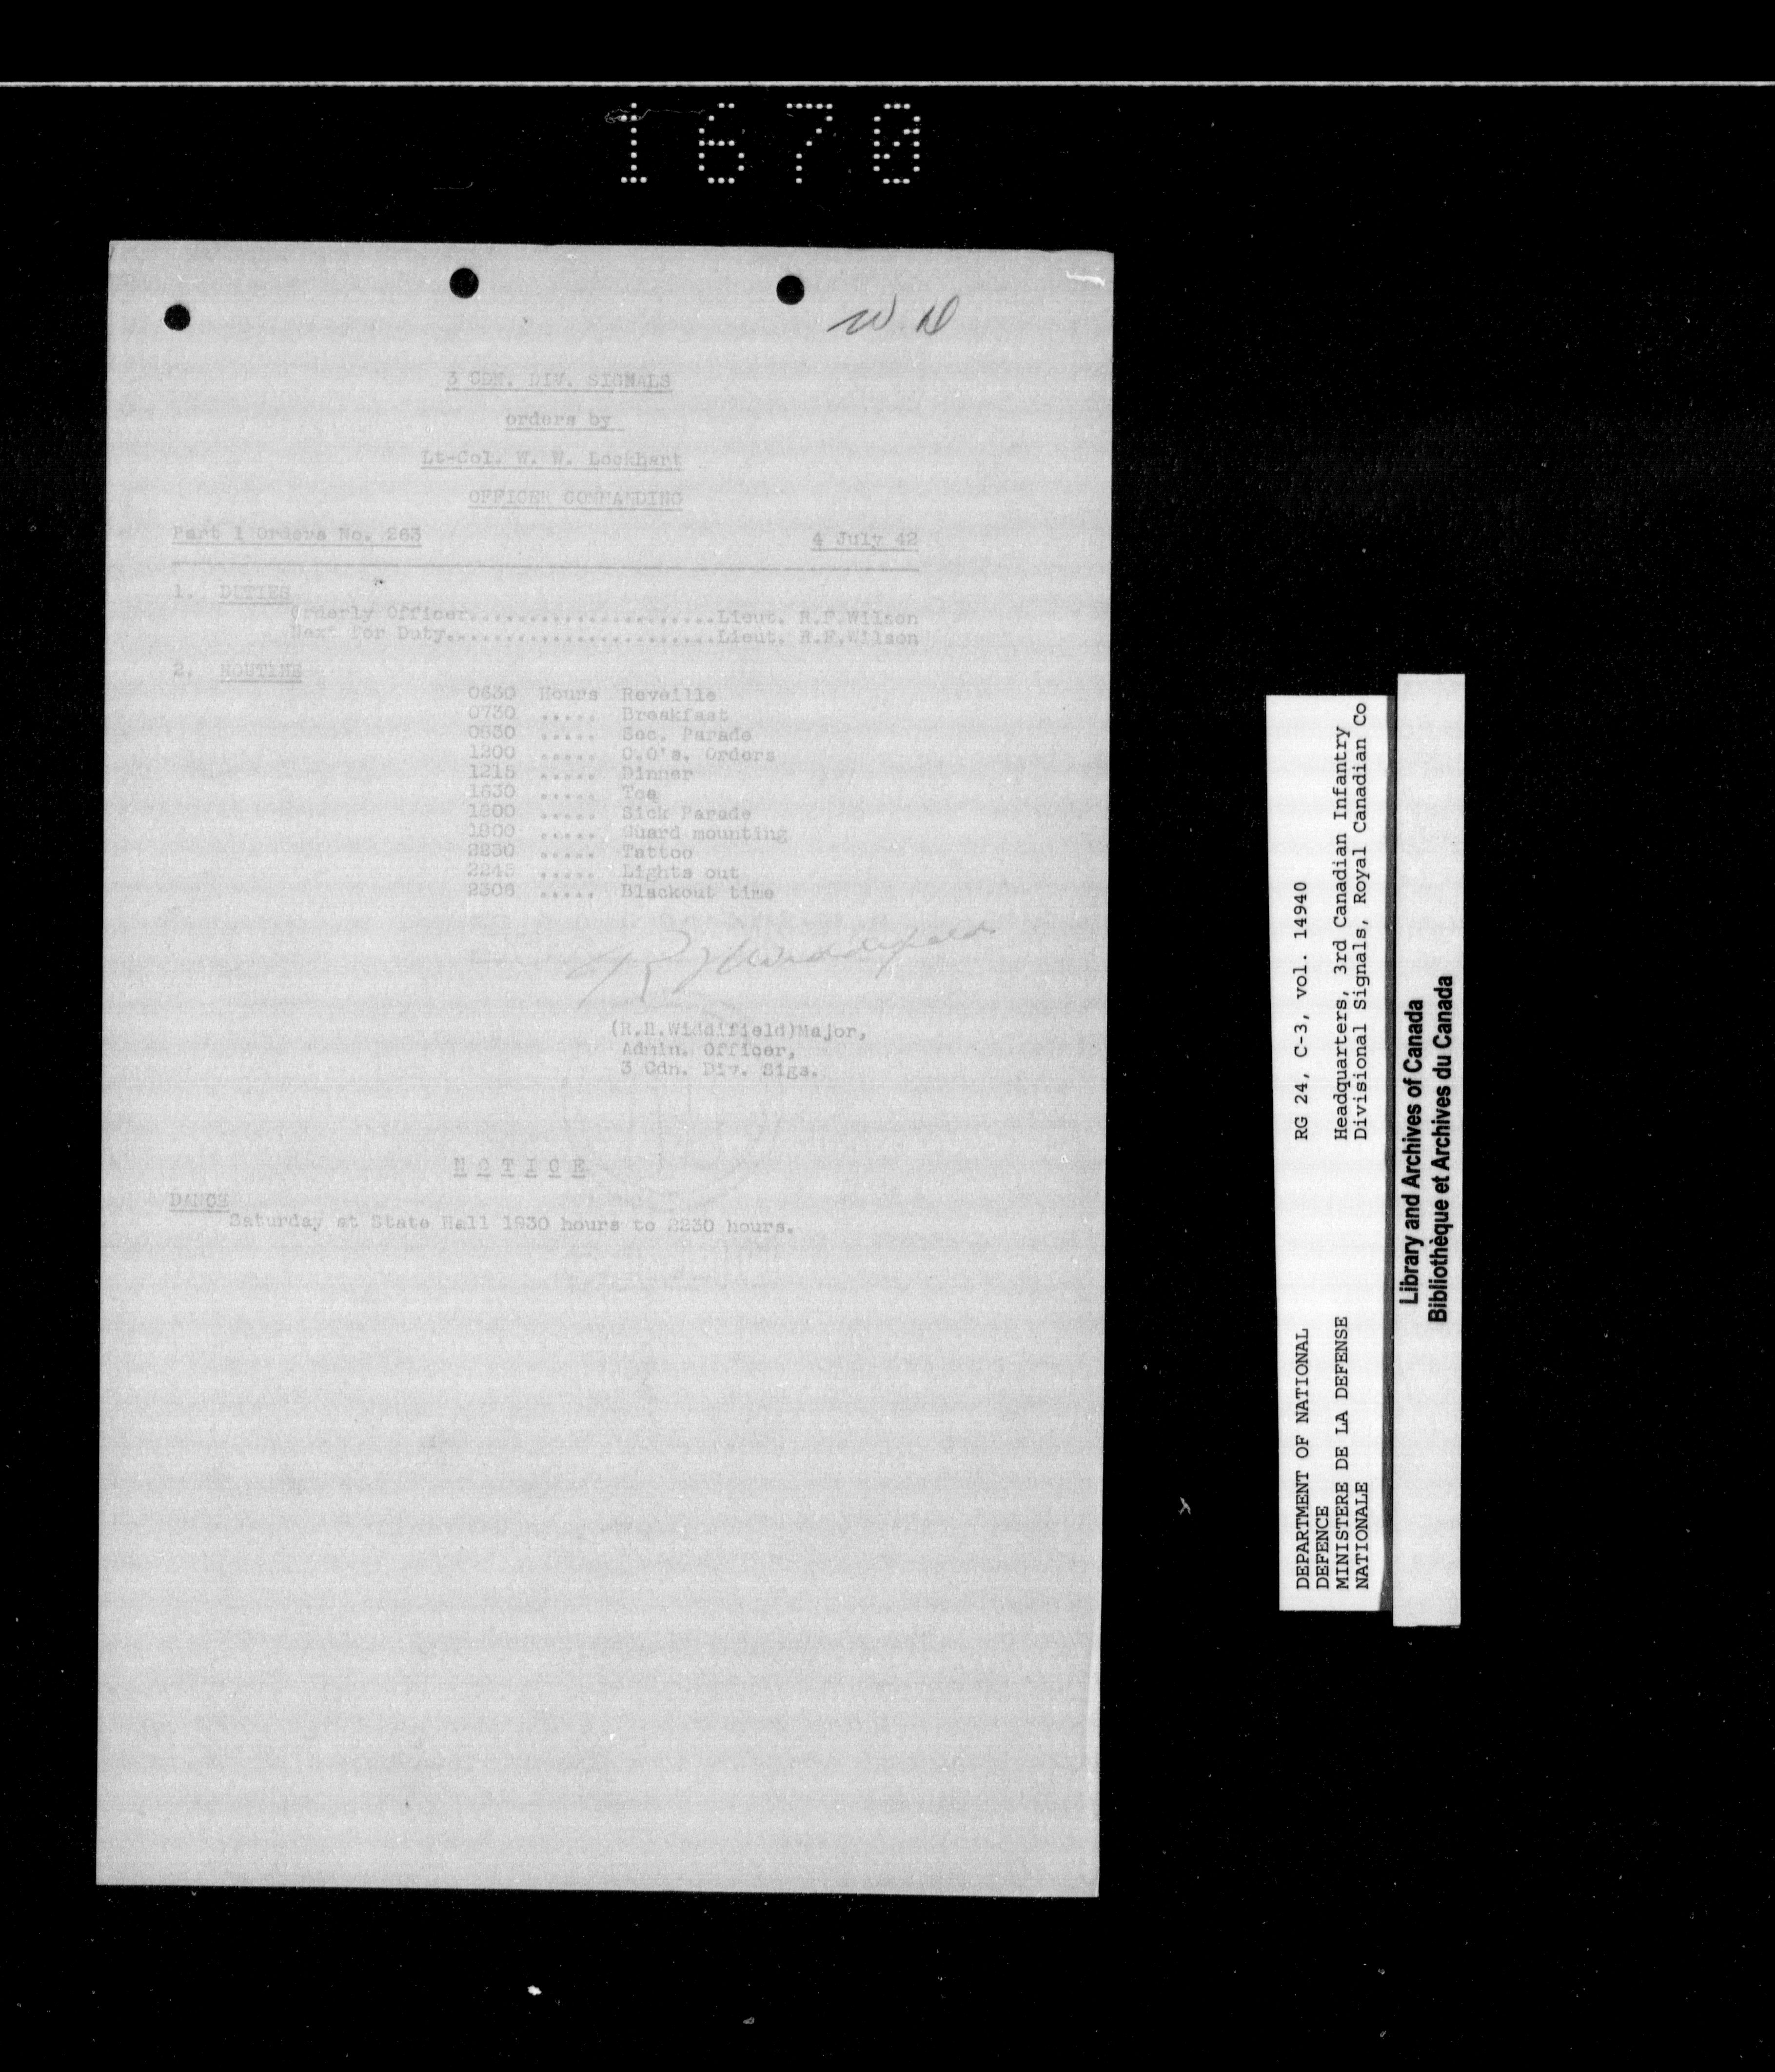 1670
W D
3 CDN. DIV. SIGNALS
orders by
Lt-Col. W. W. Lockhart
OFFICER COMMANDING
Part 1 Orders No. 263 4 July 42
1. DUTIES
Orderly Officer.....................Lieut. R.F.Wilson
Next For Duty.......................Lieut. R.F.Wilson
2. ROUTINE
0630 Hours Reveille
0730 ..... Breakfast
0830 ..... Sec. Parade
1200 ..... C.O's. Orders
1215 ..... Dinner
1630 ..... Tea
1800 ..... Sick Parade
1800 ..... Guard mounting
2230 ..... Tattoo
2245 ..... Lights out
2306 ..... Blackout time
(R.H.Widdifield)Major,
Admin. Officer,
3 Cdn. Div. Sigs.
N O T I C E
DANCE
Saturday at State Hall 1930 hours to 2230 hours.
DEPARTMENT OF NATIONAL RG 24, C-3, vol. 14940
DEFENCE
MINISTERE DE LA DEFENSE Headquarters, 3rd Canadian Infantry
NATIONALE Divisional Signals, Royal Canadian Co
Library and Archives of Canada
Bibliothèque et Archives du Canada